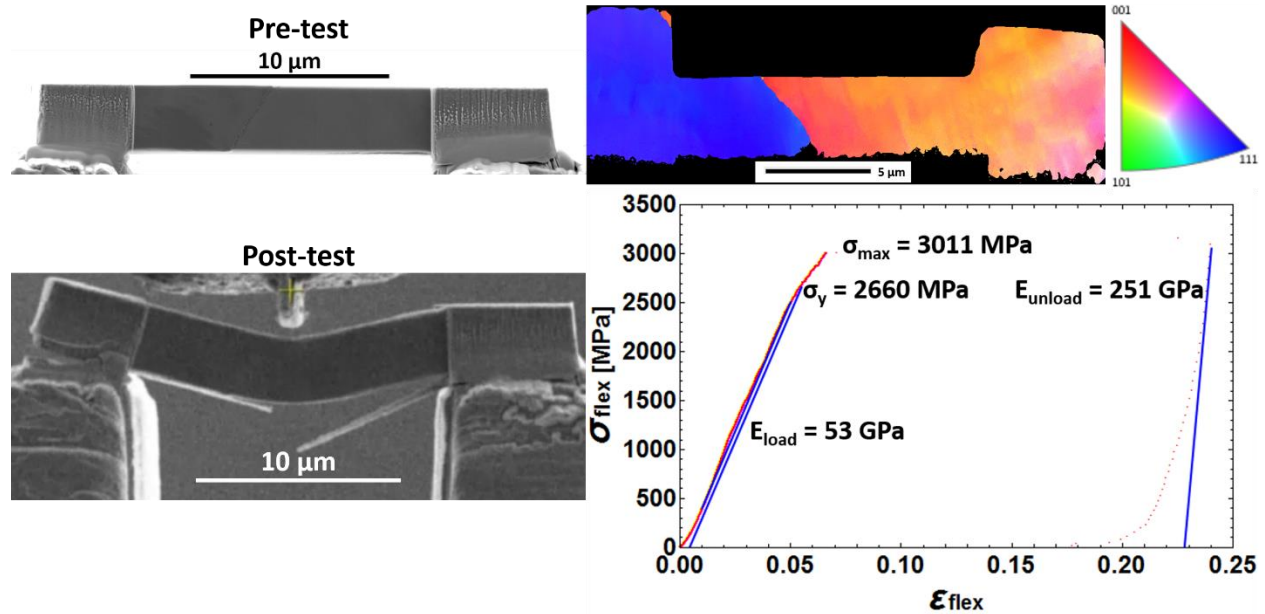 Pre-test
10 µm
001
111
101
5 µm
Post-test
10 µm
3500
3000
2500
2000
1500
1000
500
0
σflex [MPa]
σmax = 3011 MPa
σy = 2660 MPa
Eunload = 251 GPa
Eload = 53 GPa
0.00 0.05 0.10 0.15 0.20 0.25
εflex